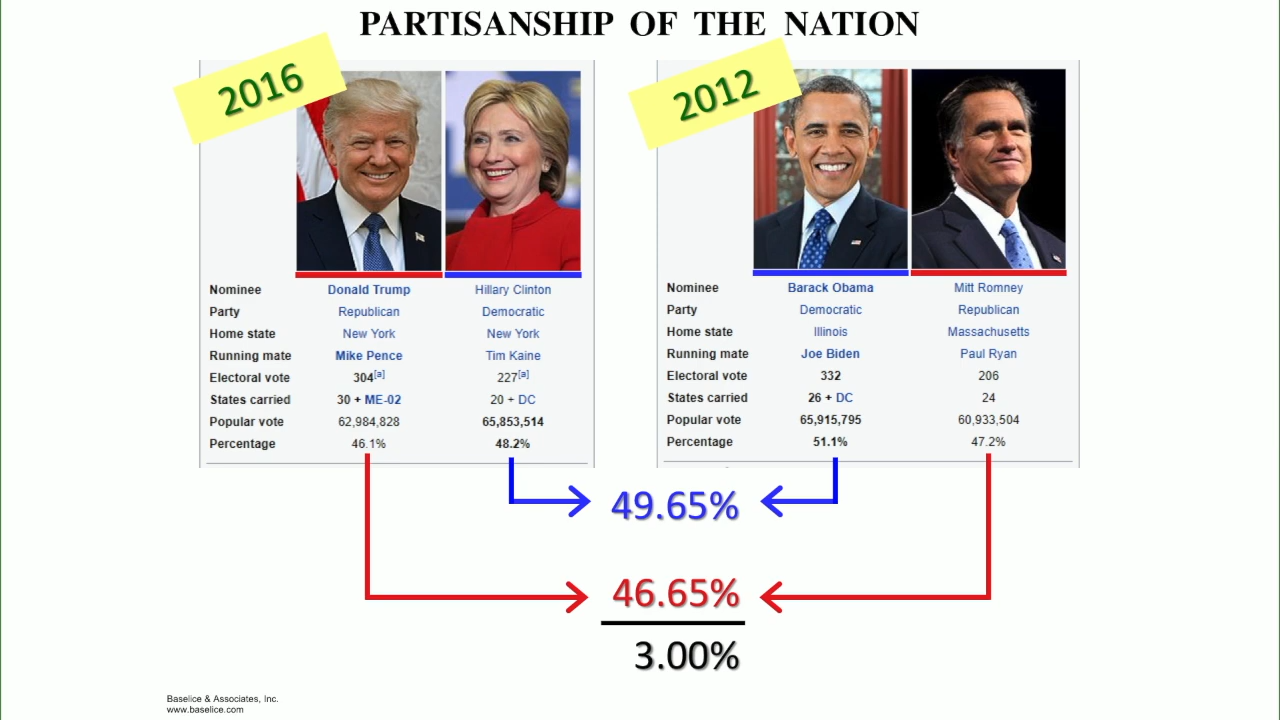 PARTISANSHIP OF THE NATION
2016
Nominee Donald Trump Hillary Clinton
Party Republican Democratic
Home state New York New York
Running mate Mike Pence Tim Kaine
Electoral vote 304[a] 227[a]
States carried 30 + ME-02 20 + DC
Popular vote 62,984,828 65,853,514
Percentage 46.1% 48.2%
2012
Nominee Barack Obama Mitt Romney
Party Democratic Republican
Home state Illinois Massachusetts
Running mate Joe Biden Paul Ryan
Electoral vote 332 206
States carried 26 + DC 24
Popular vote 65,915,795 60,933,504
Percentage 51.1% 47.2%
49.65%
46.65%
3.00%
Baselice & Associates, Inc.
www.baselice.com